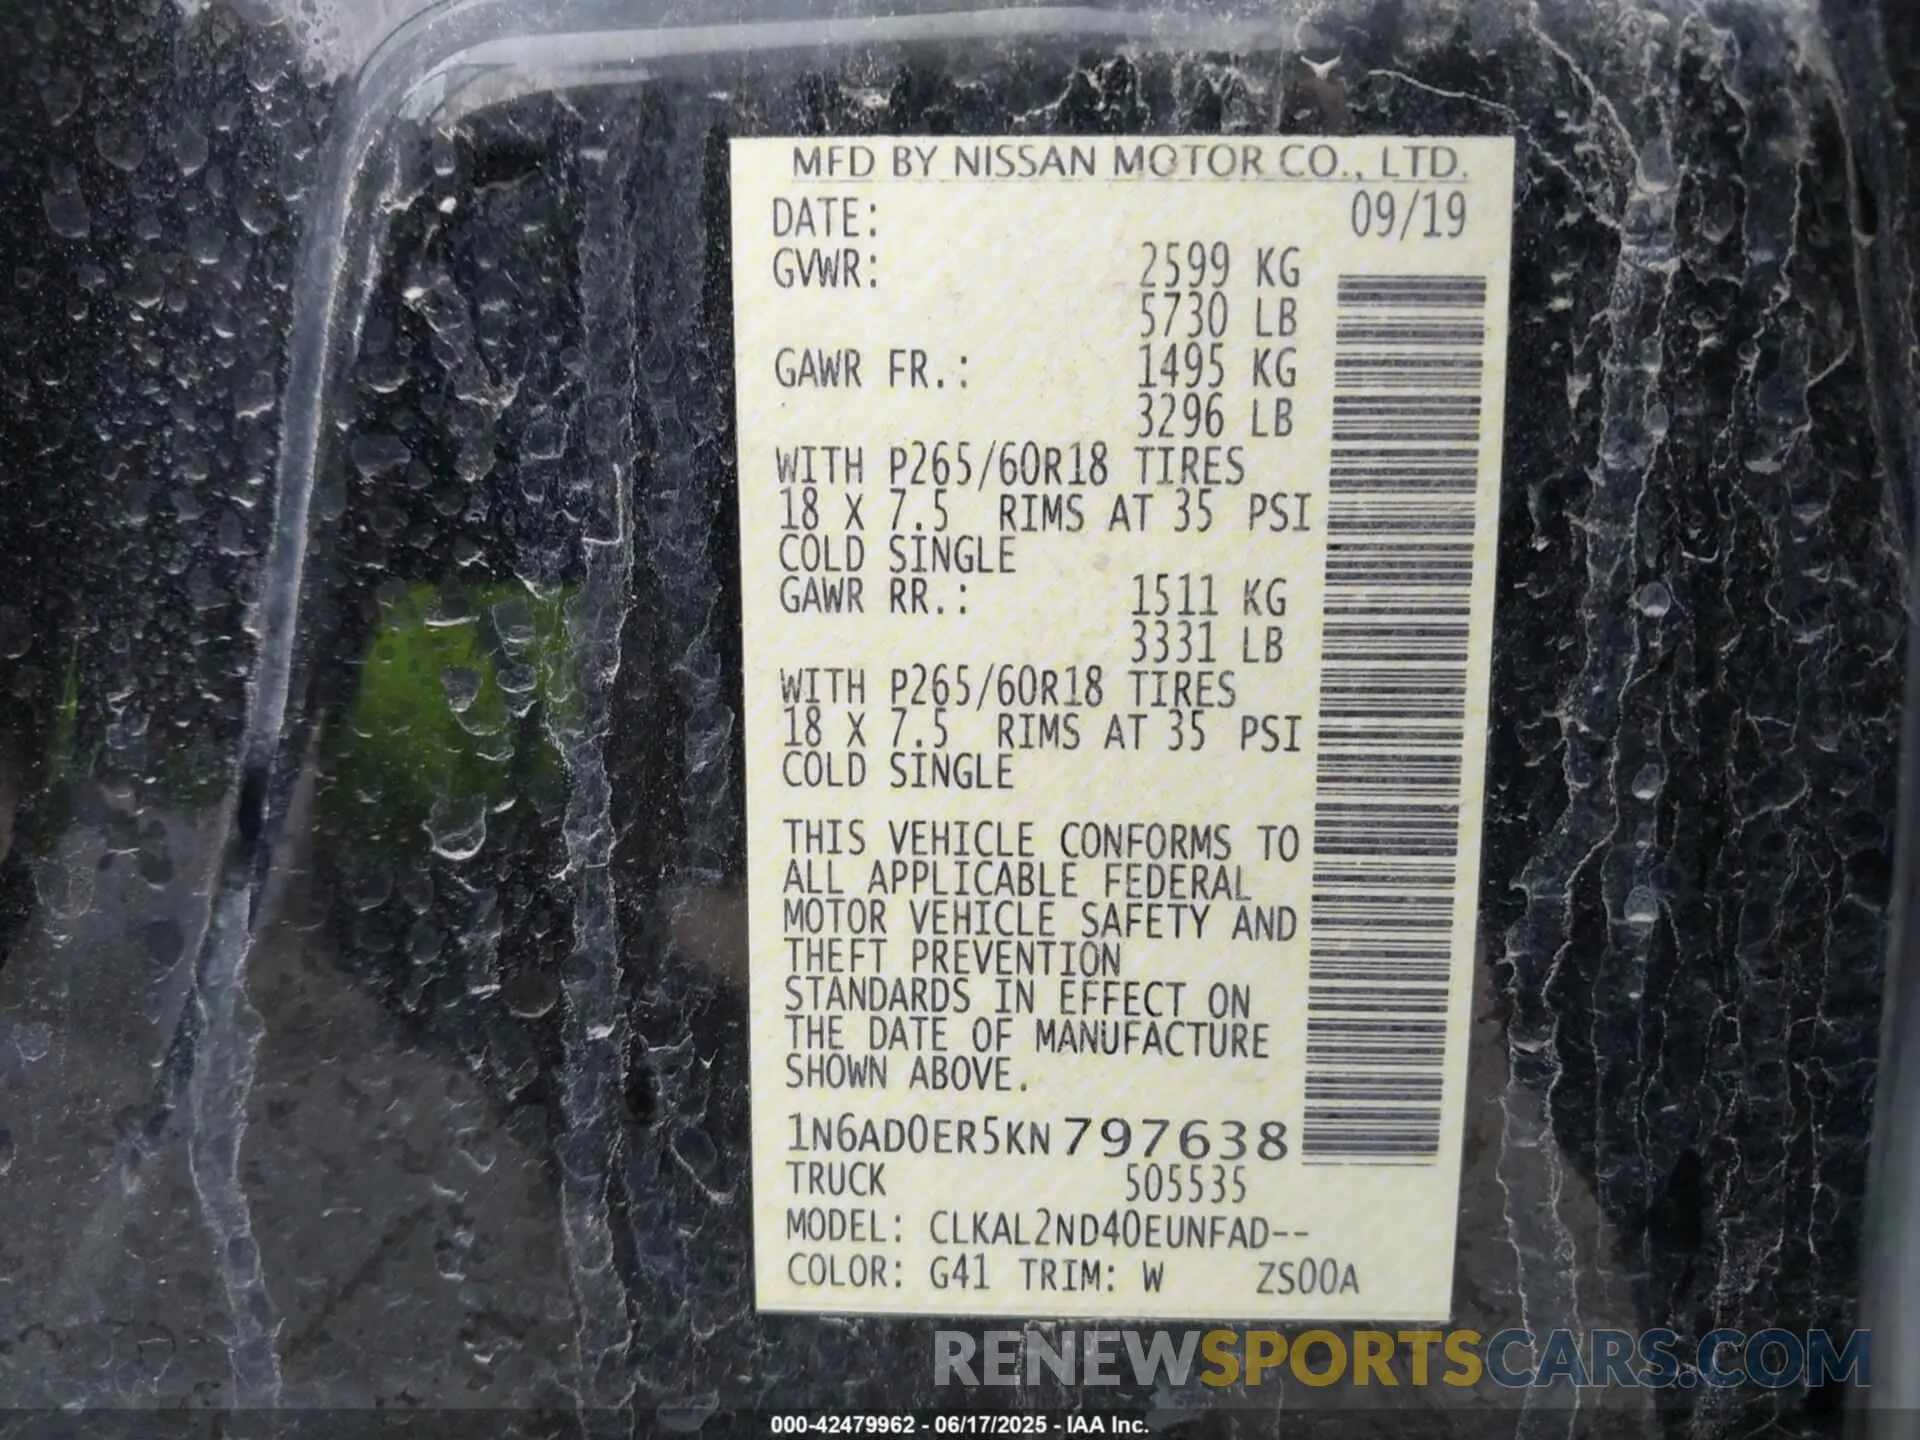 MFD BY NISSAN MOTOR CO., LTD.
DATE: 09/19
GVWR: 2599 KG
5730 LB
GAWR FR.: 1495 KG
3296 LB
WITH P265/60R18 TIRES
18 X 7.5 RIMS AT 35 PSI
COLD SINGLE
GAWR RR.: 1511 KG
3331 LB
WITH P265/60R18 TIRES
18 X 7.5 RIMS AT 35 PSI
COLD SINGLE
THIS VEHICLE CONFORMS TO
ALL APPLICABLE FEDERAL
MOTOR VEHICLE SAFETY AND
THEFT PREVENTION
STANDARDS IN EFFECT ON
THE DATE OF MANUFACTURE
SHOWN ABOVE.
1N6AD0ER5KN797638
TRUCK 505535
MODEL: CLKAL2ND40EUNFAD--
COLOR: G41 TRIM: W ZS00A
RENEWSPORTSCARS.COM
000-42479962 - 06/17/2025 - IAA Inc.